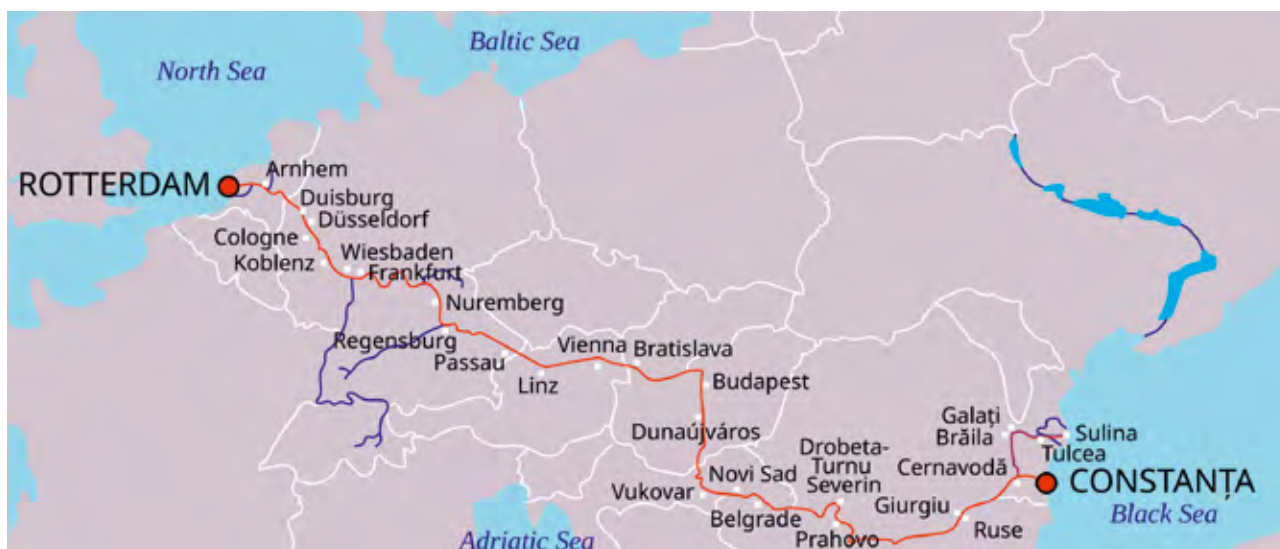 Baltic Sea
North Sea
Arnhem
ROTTERDAM
Duisburg
Düsseldorf
Cologne
Wiesbaden
Koblenz
Frankfurt
Nuremberg
Regensburg
Vienna
Bratislava
Passau
Linz
Budapest
Galați
Dunaújváros
Brăila
Sulina
Drobeta-
Turnu
Severin
Tulcea
Cernavodă
Novi Sad
CONSTANȚA
Vukovar
Giurgiu
Belgrade
Black Sea
Ruse
Prahovo
Adriatic Sea